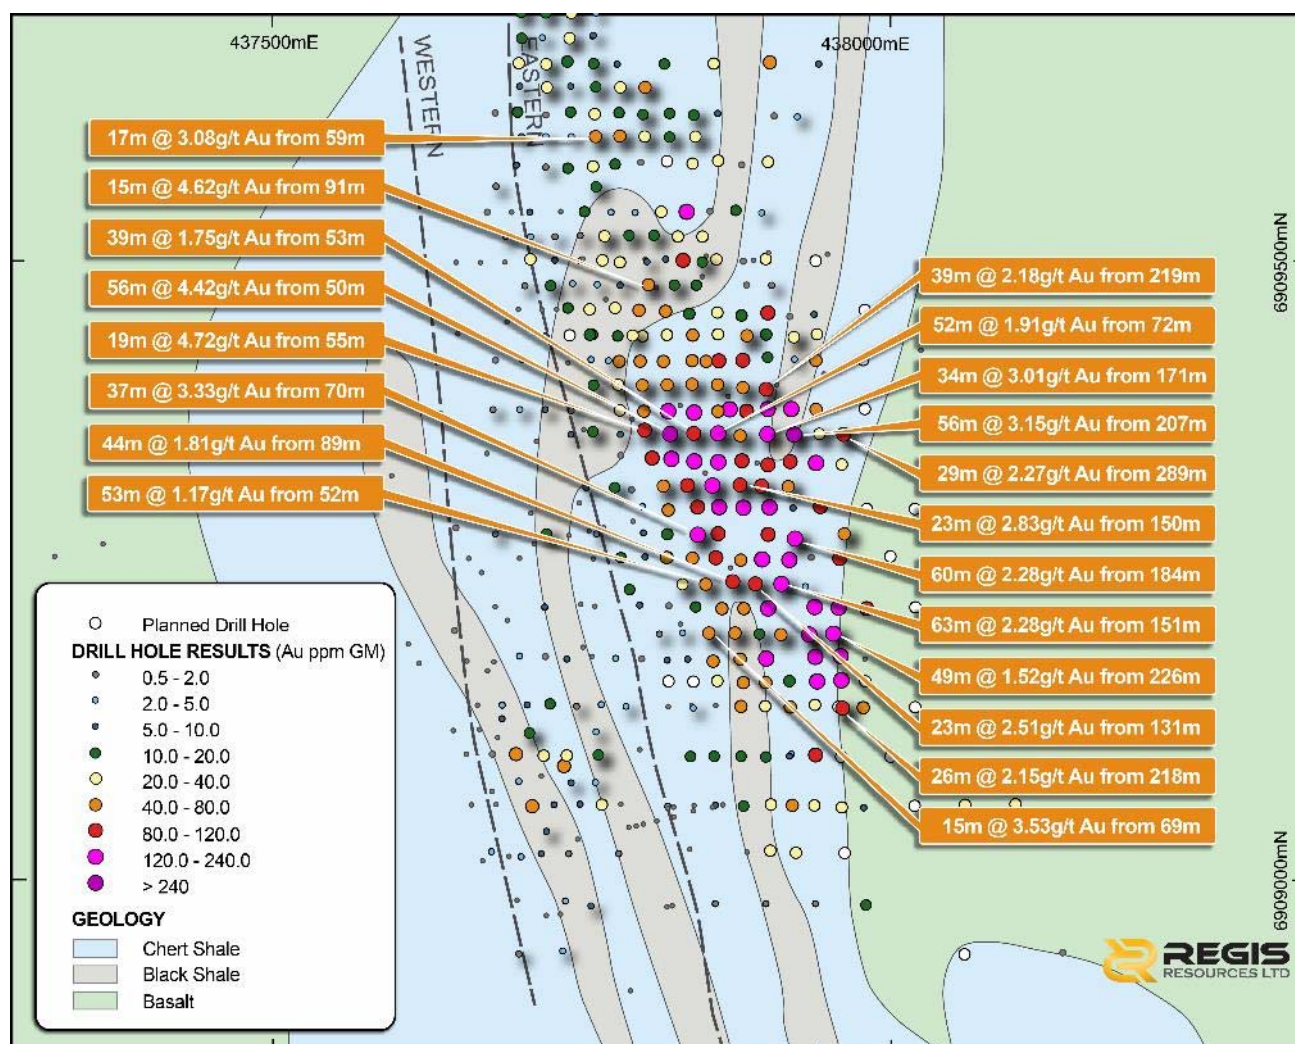 437500mE
438000mE
WESTERN
EASTERN
17m @ 3.08g/t Au from 59m
15m @ 4.62g/t Au from 91m
39m @ 1.75g/t Au from 53m
56m @ 4.42g/t Au from 50m
19m @ 4.72g/t Au from 55m
37m @ 3.33g/t Au from 70m
44m @ 1.81g/t Au from 89m
53m @ 1.17g/t Au from 52m
6909500mN
39m @ 2.18g/t Au from 219m
52m @ 1.91g/t Au from 72m
34m @ 3.01g/t Au from 171m
56m @ 3.15g/t Au from 207m
29m @ 2.27g/t Au from 289m
23m @ 2.83g/t Au from 150m
60m @ 2.28g/t Au from 184m
63m @ 2.28g/t Au from 151m
49m @ 1.52g/t Au from 226m
23m @ 2.51g/t Au from 131m
26m @ 2.15g/t Au from 218m
15m @ 3.53g/t Au from 69m
6909000mN
Planned Drill Hole
DRILL HOLE RESULTS (Au ppm GM)
0.5 - 2.0
2.0 - 5.0
5.0 - 10.0
10.0 - 20.0
20.0 - 40.0
40.0 - 80.0
80.0 - 120.0
120.0 - 240.0
> 240
GEOLOGY
Chert Shale
Black Shale
Basalt
REGIS
RESOURCES LTD